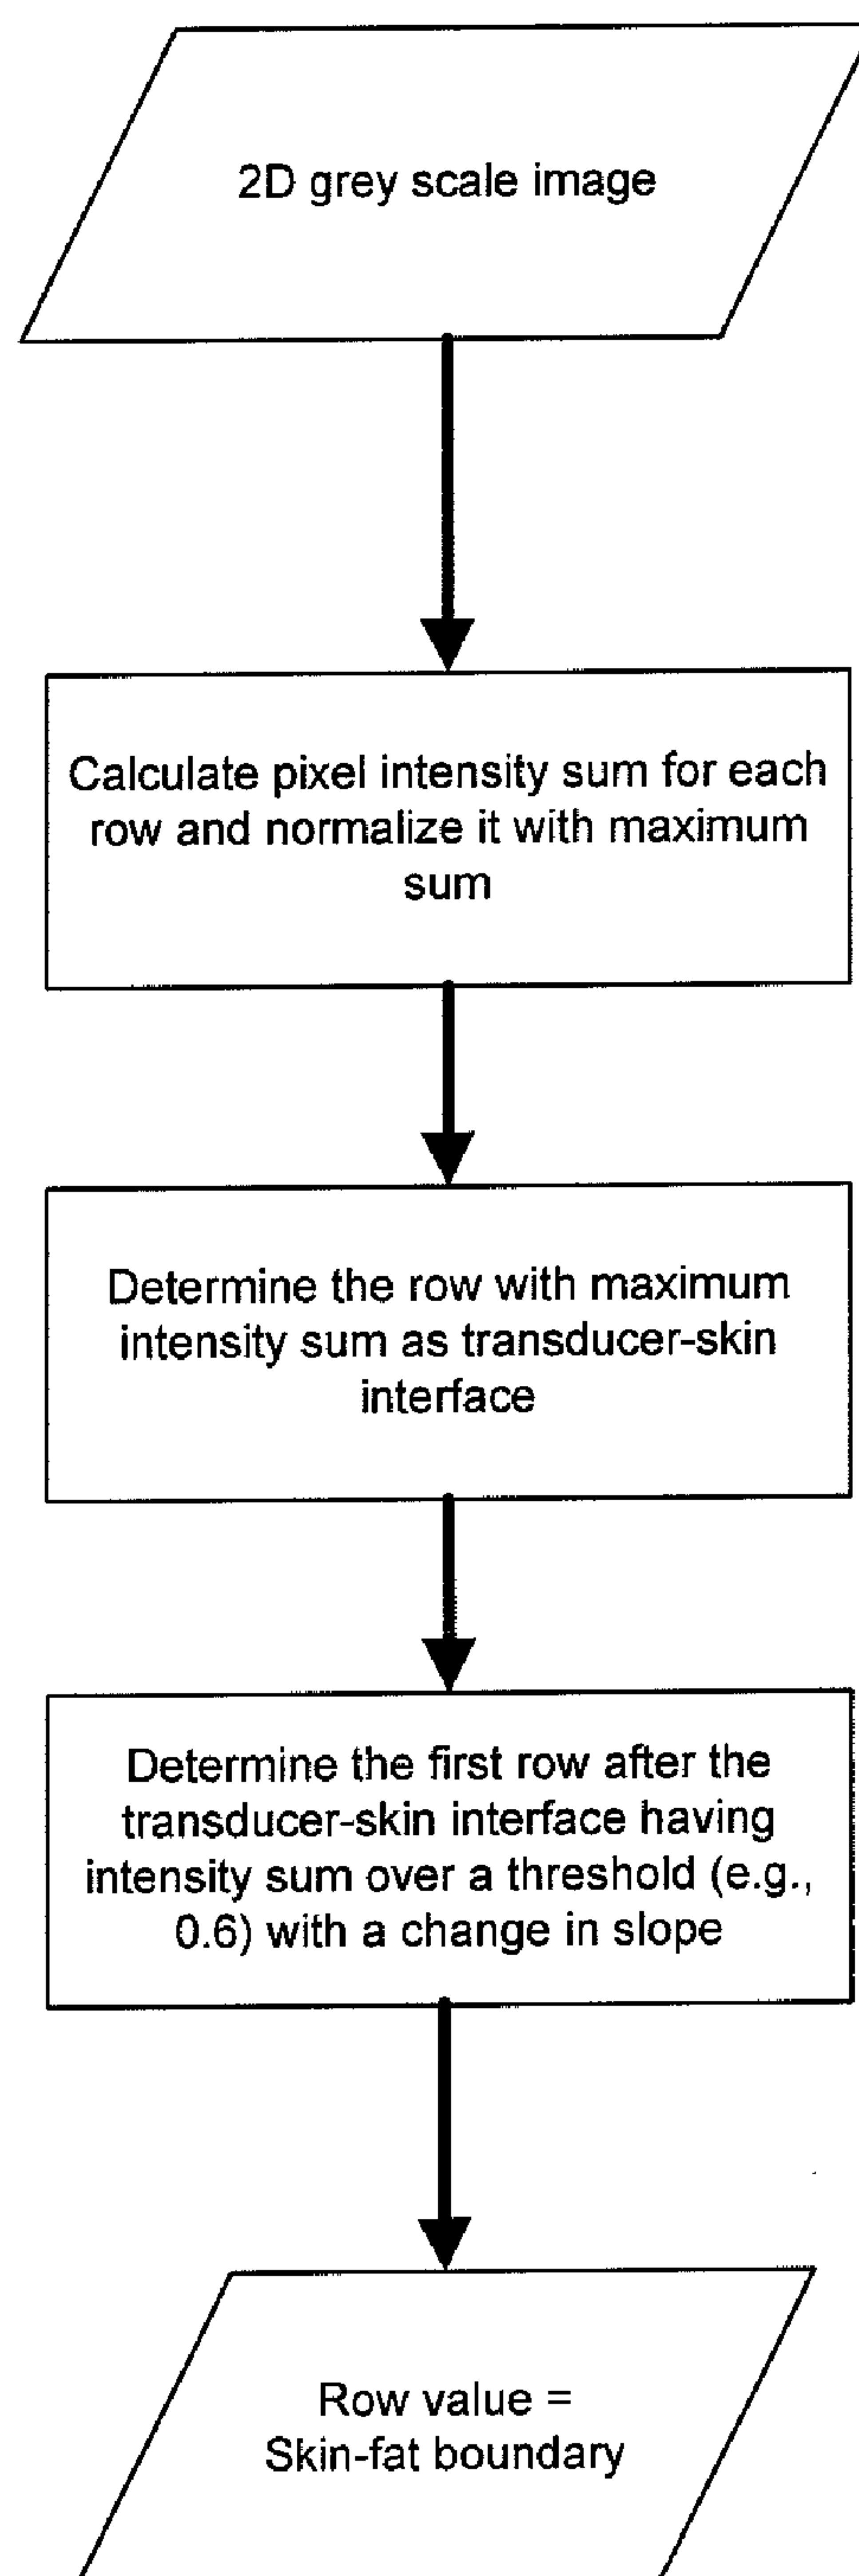 2D grey scale image
Calculate pixel intensity sum for each
row and normalize it with maximum
sum
Determine the row with maximum
intensity sum as transducer-skin
interface
Determine the first row after the
transducer-skin interface having
intensity sum over a threshold (e.g.,
0.6) with a change in slope
Row value =
Skin-fat boundary